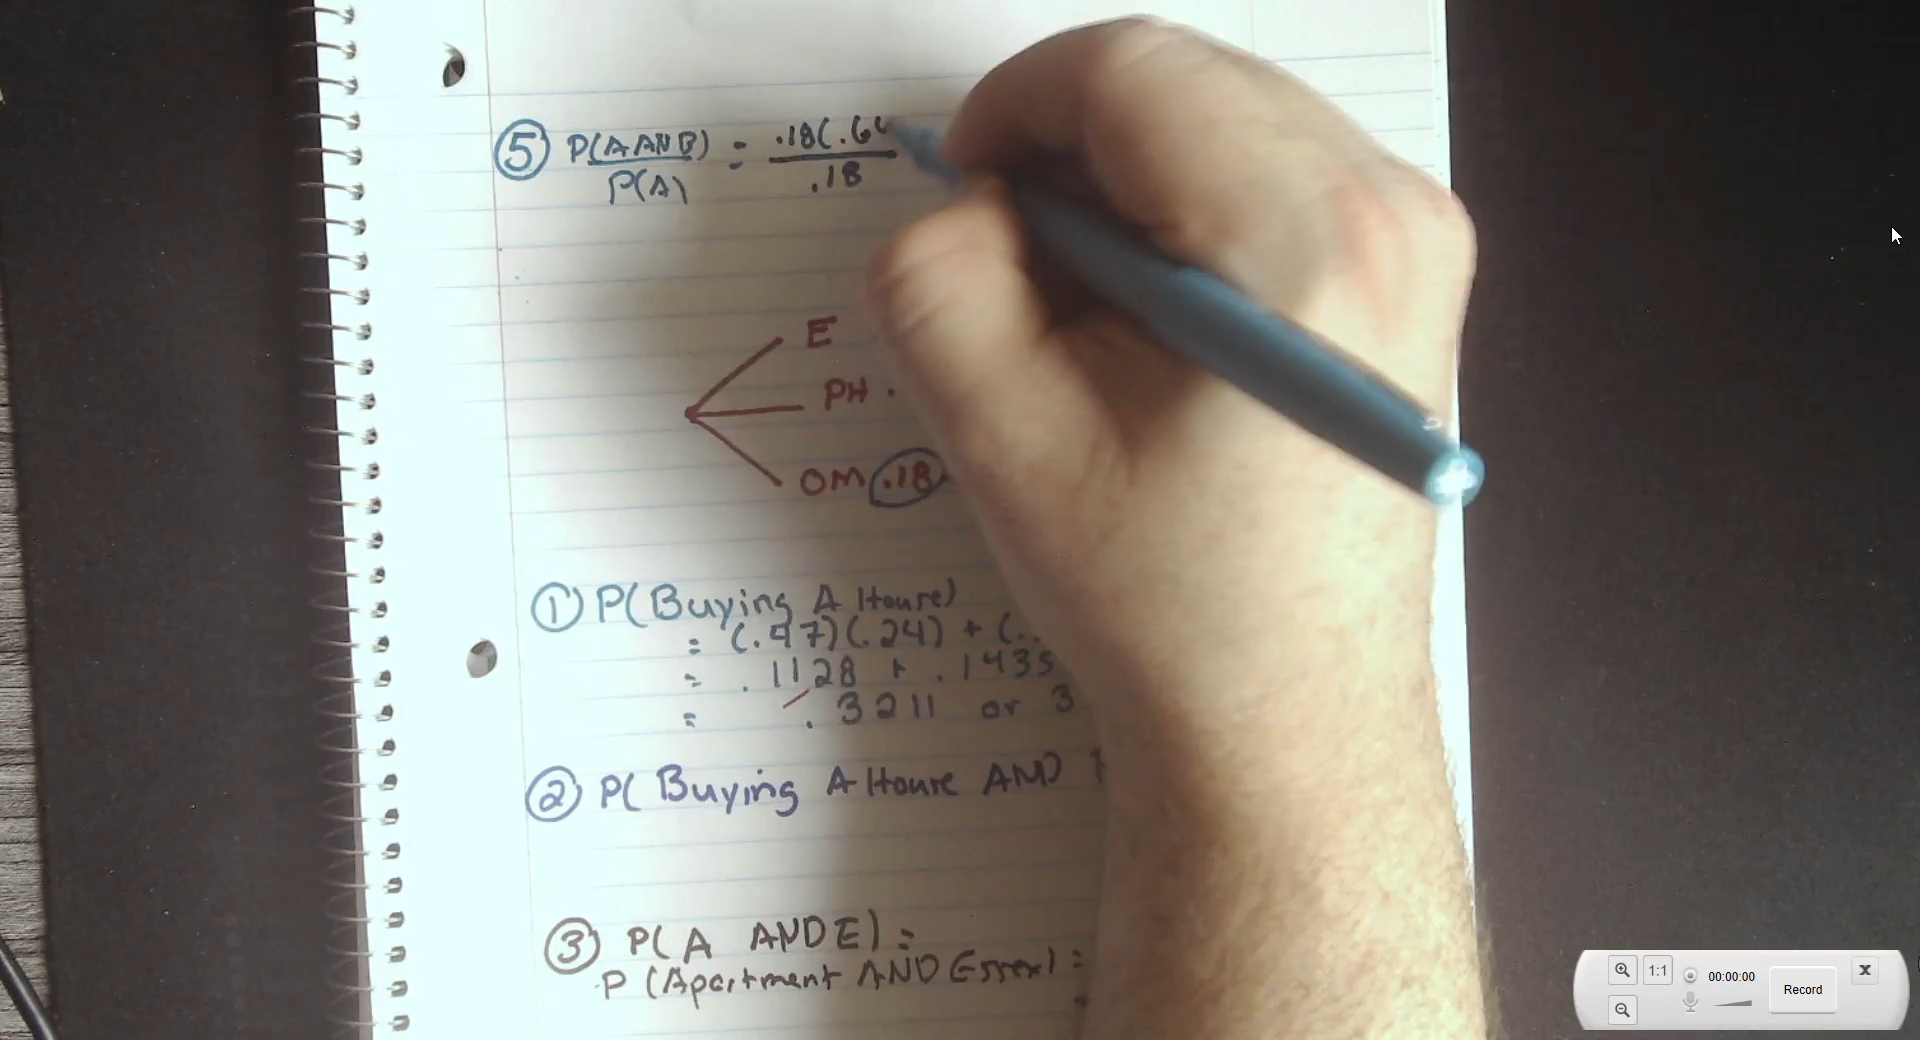 ⑤ P(A AND B) = .18(.64
P(A) .18
E
PH .
OM .18
① P(Buying A House)
= (.47)(.24) + (.
= .1128 + .1435
= .3211 or 3
② P( Buying A House AND
③ P(A AND E) =
P (Apartment AND Essex) =
1:1
00:00:00
Record
X